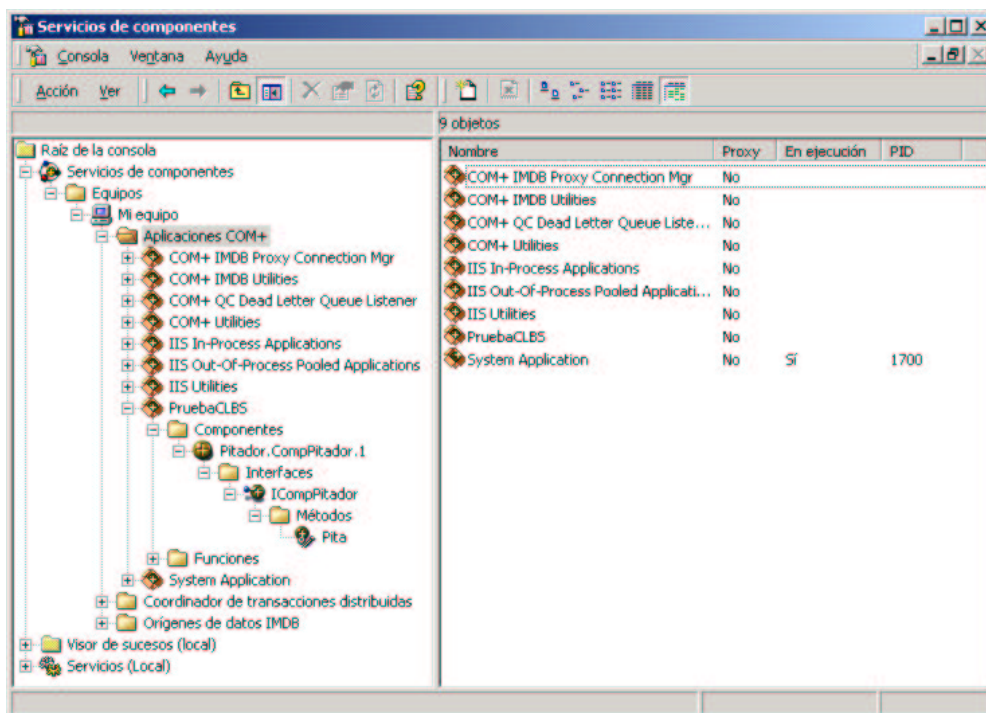 Servicios de componentes
Consola Ventana Ayuda
Acción Ver
9 objetos
Raíz de la consola
Servicios de componentes
Equipos
Mi equipo
Aplicaciones COM+
COM+ IMDB Proxy Connection Mgr
COM+ IMDB Utilities
COM+ QC Dead Letter Queue Listener
COM+ Utilities
IIS In-Process Applications
IIS Out-Of-Process Pooled Applications
IIS Utilities
PruebaCLBS
Componentes
Pitador.CompPitador.1
Interfaces
ICompPitador
Métodos
Pita
Funciones
System Application
Coordinador de transacciones distribuidas
Orígenes de datos IMDB
Visor de sucesos (local)
Servicios (Local)
Nombre Proxy En ejecución PID
COM+ IMDB Proxy Connection Mgr No
COM+ IMDB Utilities No
COM+ QC Dead Letter Queue Liste... No
COM+ Utilities No
IIS In-Process Applications No
IIS Out-Of-Process Pooled Applicati... No
IIS Utilities No
PruebaCLBS No
System Application No Sí 1700